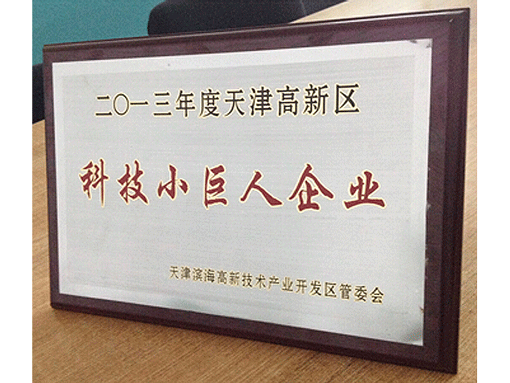 二〇一三年度天津高新区
科技小巨人企业
天津滨海高新技术产业开发区管委会